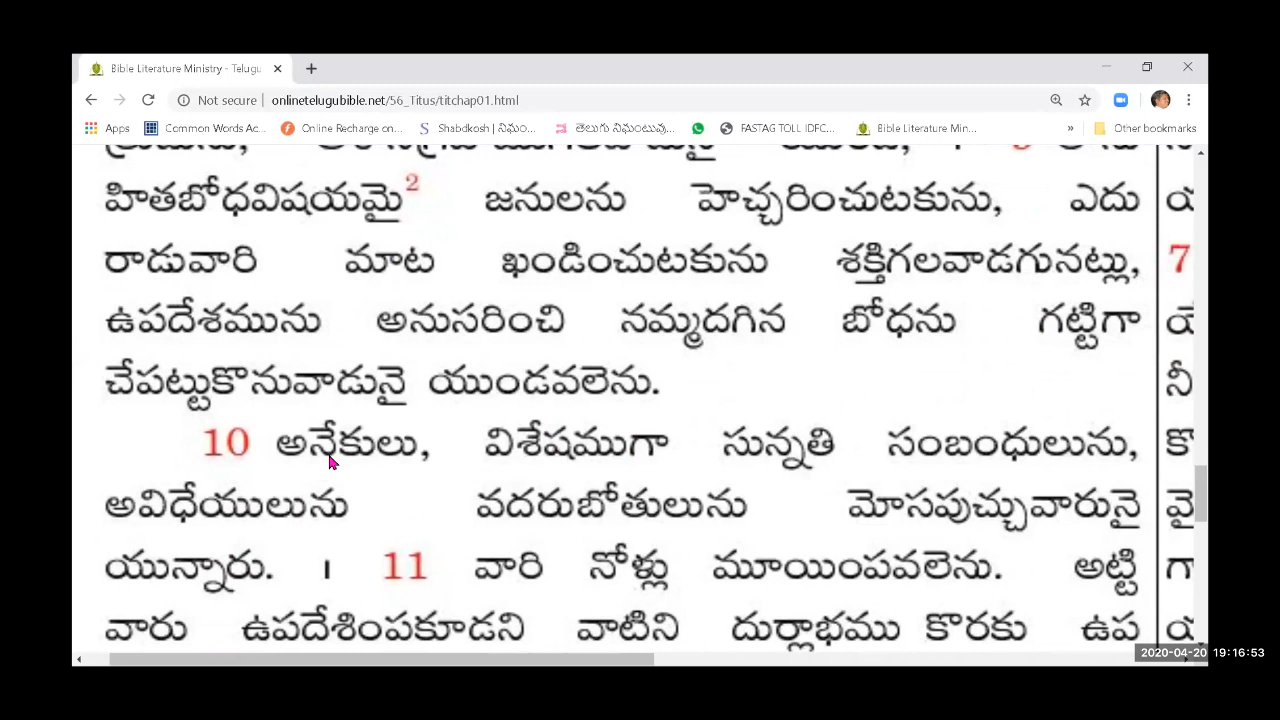 Bible Literature Ministry - Telugu
Not secure | onlinetelugubible.net/56_Titus/titchap01.html
Apps Common Words Ac... Online Recharge on... Shabdkosh | నిఘం... తెలుగు నిఘంటువు... FASTAG TOLL IDFC... Bible Literature Min... » Other bookmarks
హితబోధవిషయమై2 జనులను హెచ్చరించుటకును, ఎదు
రాడువారి మాట ఖండించుటకును శక్తిగలవాడగునట్లు, 7
ఉపదేశమును అనుసరించి నమ్మదగిన బోధను గట్టిగా
చేపట్టుకొనువాడునై యుండవలెను. నీ
10 అనేకులు, విశేషముగా సున్నతి సంబంధులును, కొ
అవిధేయులును వదరుబోతులును మోసపుచ్చువారునై వై
యున్నారు. । 11 వారి నోళ్లు మూయింపవలెను. అట్టి గా
వారు ఉపదేశింపకూడని వాటిని దుర్లాభము కొరకు ఉప
2020-04-20 19:16:53